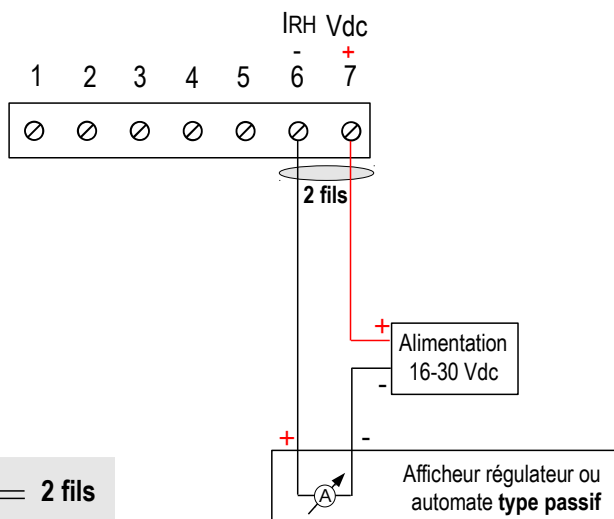 IRH Vdc
- +
1 2 3 4 5 6 7
2 fils
+
Alimentation
16-30 Vdc
-
+ -
Afficheur régulateur ou
automate type passif
A
2 fils